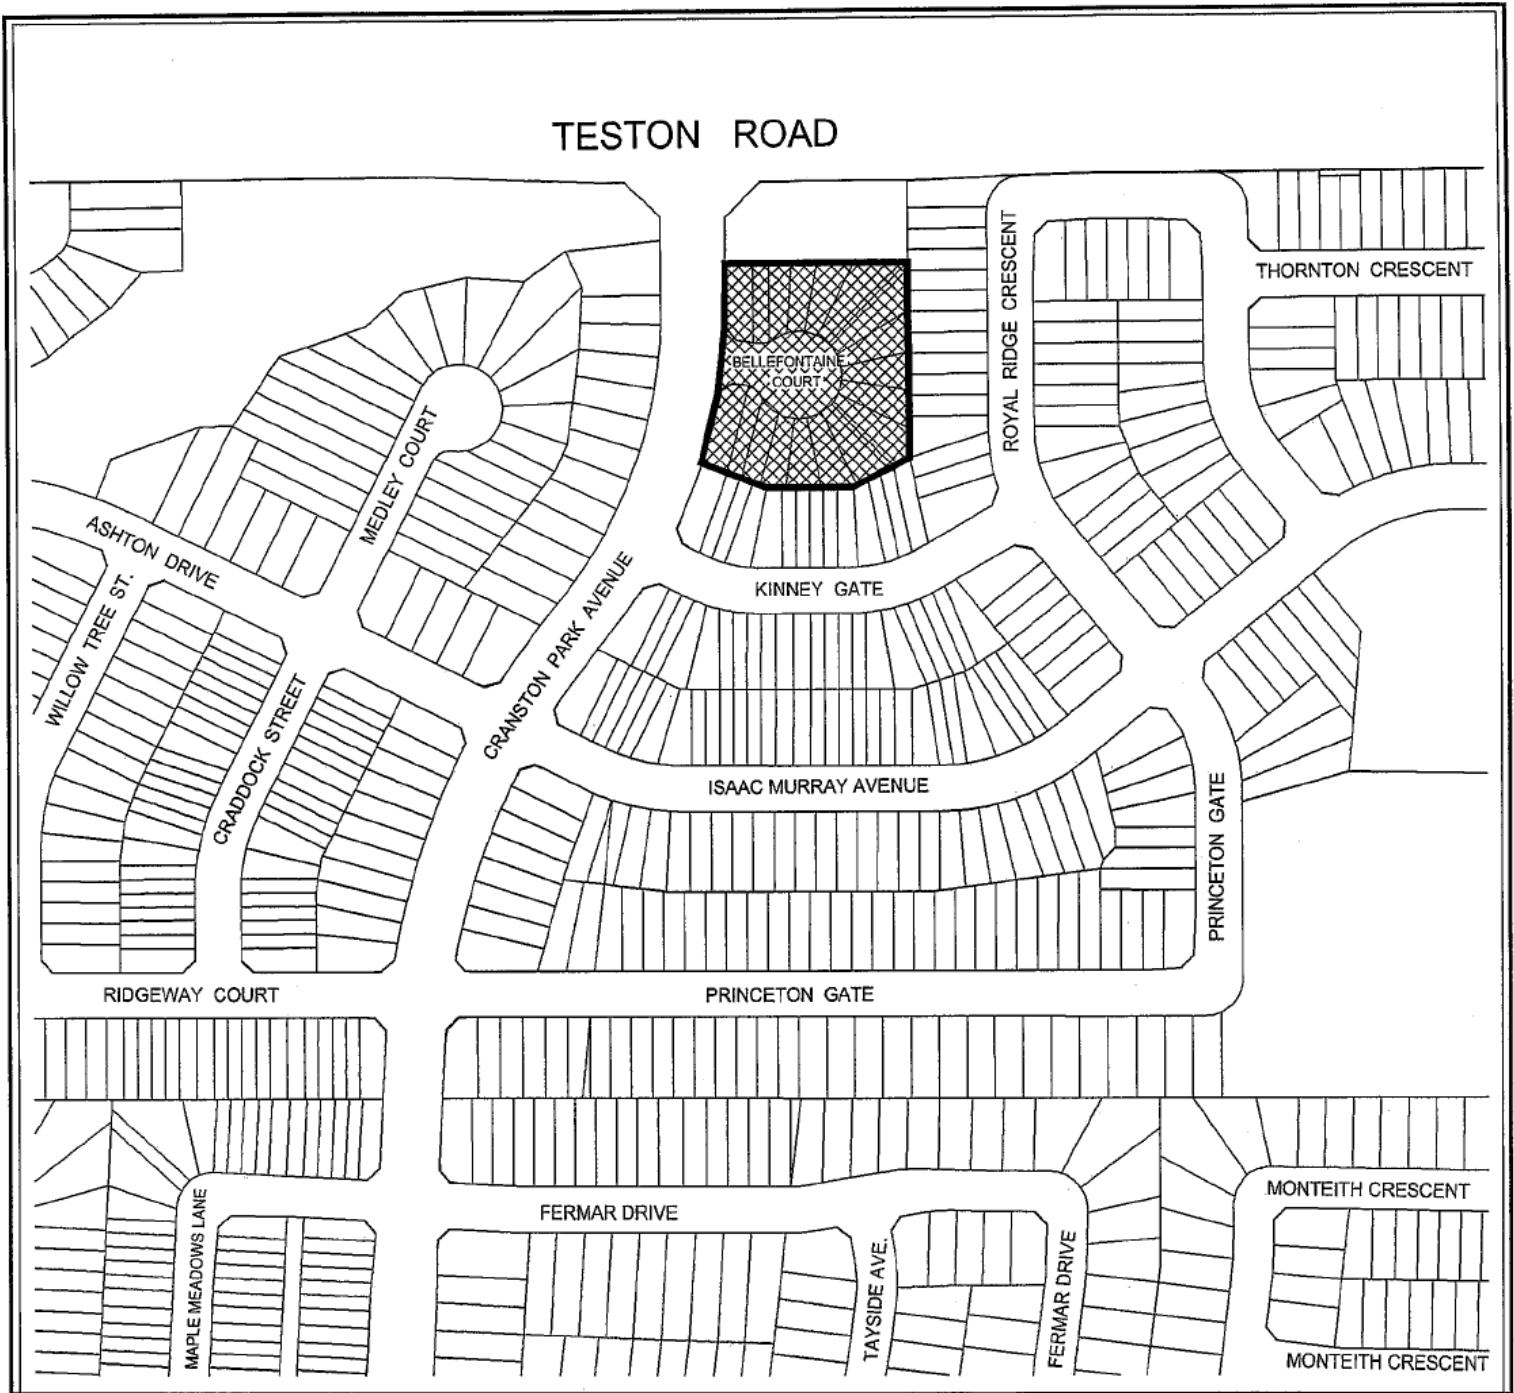 TESTON ROAD
THORNTON CRESCENT
ROYAL RIDGE CRESCENT
BELLEFONTAINE
COURT
MEDLEY COURT
ASHTON DRIVE
WILLOW TREE ST.
CRANSTON PARK AVENUE
KINNEY GATE
CRADDOCK STREET
ISAAC MURRAY AVENUE
PRINCETON GATE
RIDGEWAY COURT
PRINCETON GATE
MONTEITH CRESCENT
FERMAR DRIVE
MAPLE MEADOWS LANE
TAYSIDE AVE.
FERMAR DRIVE
MONTEITH CRESCENT